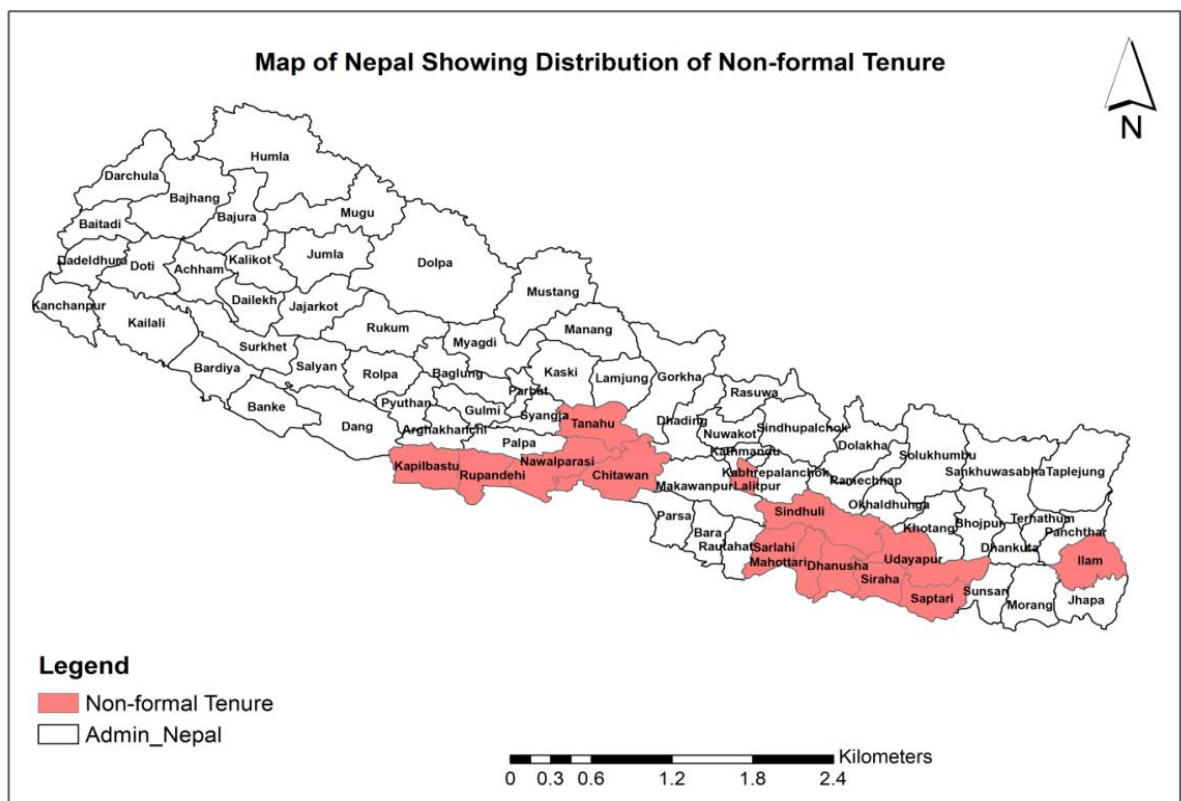 Map of Nepal Showing Distribution of Non-formal Tenure
N
Humla
Darchula
Bajhang
Mugu
Bajura
Baitadi
Jumla
Kalikot
Dadeldhura
Doti
Achham
Dolpa
Mustang
Dailekh
Jajarkot
Kanchanpur
Kailali
Rukum
Manang
Myagdi
Surkhet
Salyan
Bardiya
Rolpa
Baglung
Kaski
Lamjung
Gorkha
Parbat
Rasuwa
Pyuthan
Banke
Gulmi
Syangja
Tanahu
Dhading
Dang
Arghakhanchi
Nuwakot
Sindhupalchok
Palpa
Dolakha
Kathmandu
Solukhumbu
Kapilbastu
Rupandehi
Nawalparasi
Chitawan
Kabhrepalanchok
Sankhuwasabha
Taplejung
Makawanpur
Lalitpur
Ramechhap
Okhaldhunga
Sindhuli
Parsa
Khotang
Bhojpur
Terhathum
Panchthar
Bara
Rautahat
Sarlahi
Dhankuta
Mahottari
Dhanusha
Udayapur
Ilam
Siraha
Saptari
Sunsari
Morang
Jhapa
Legend
Non-formal Tenure
Admin_Nepal
Kilometers
0 0.3 0.6 1.2 1.8 2.4